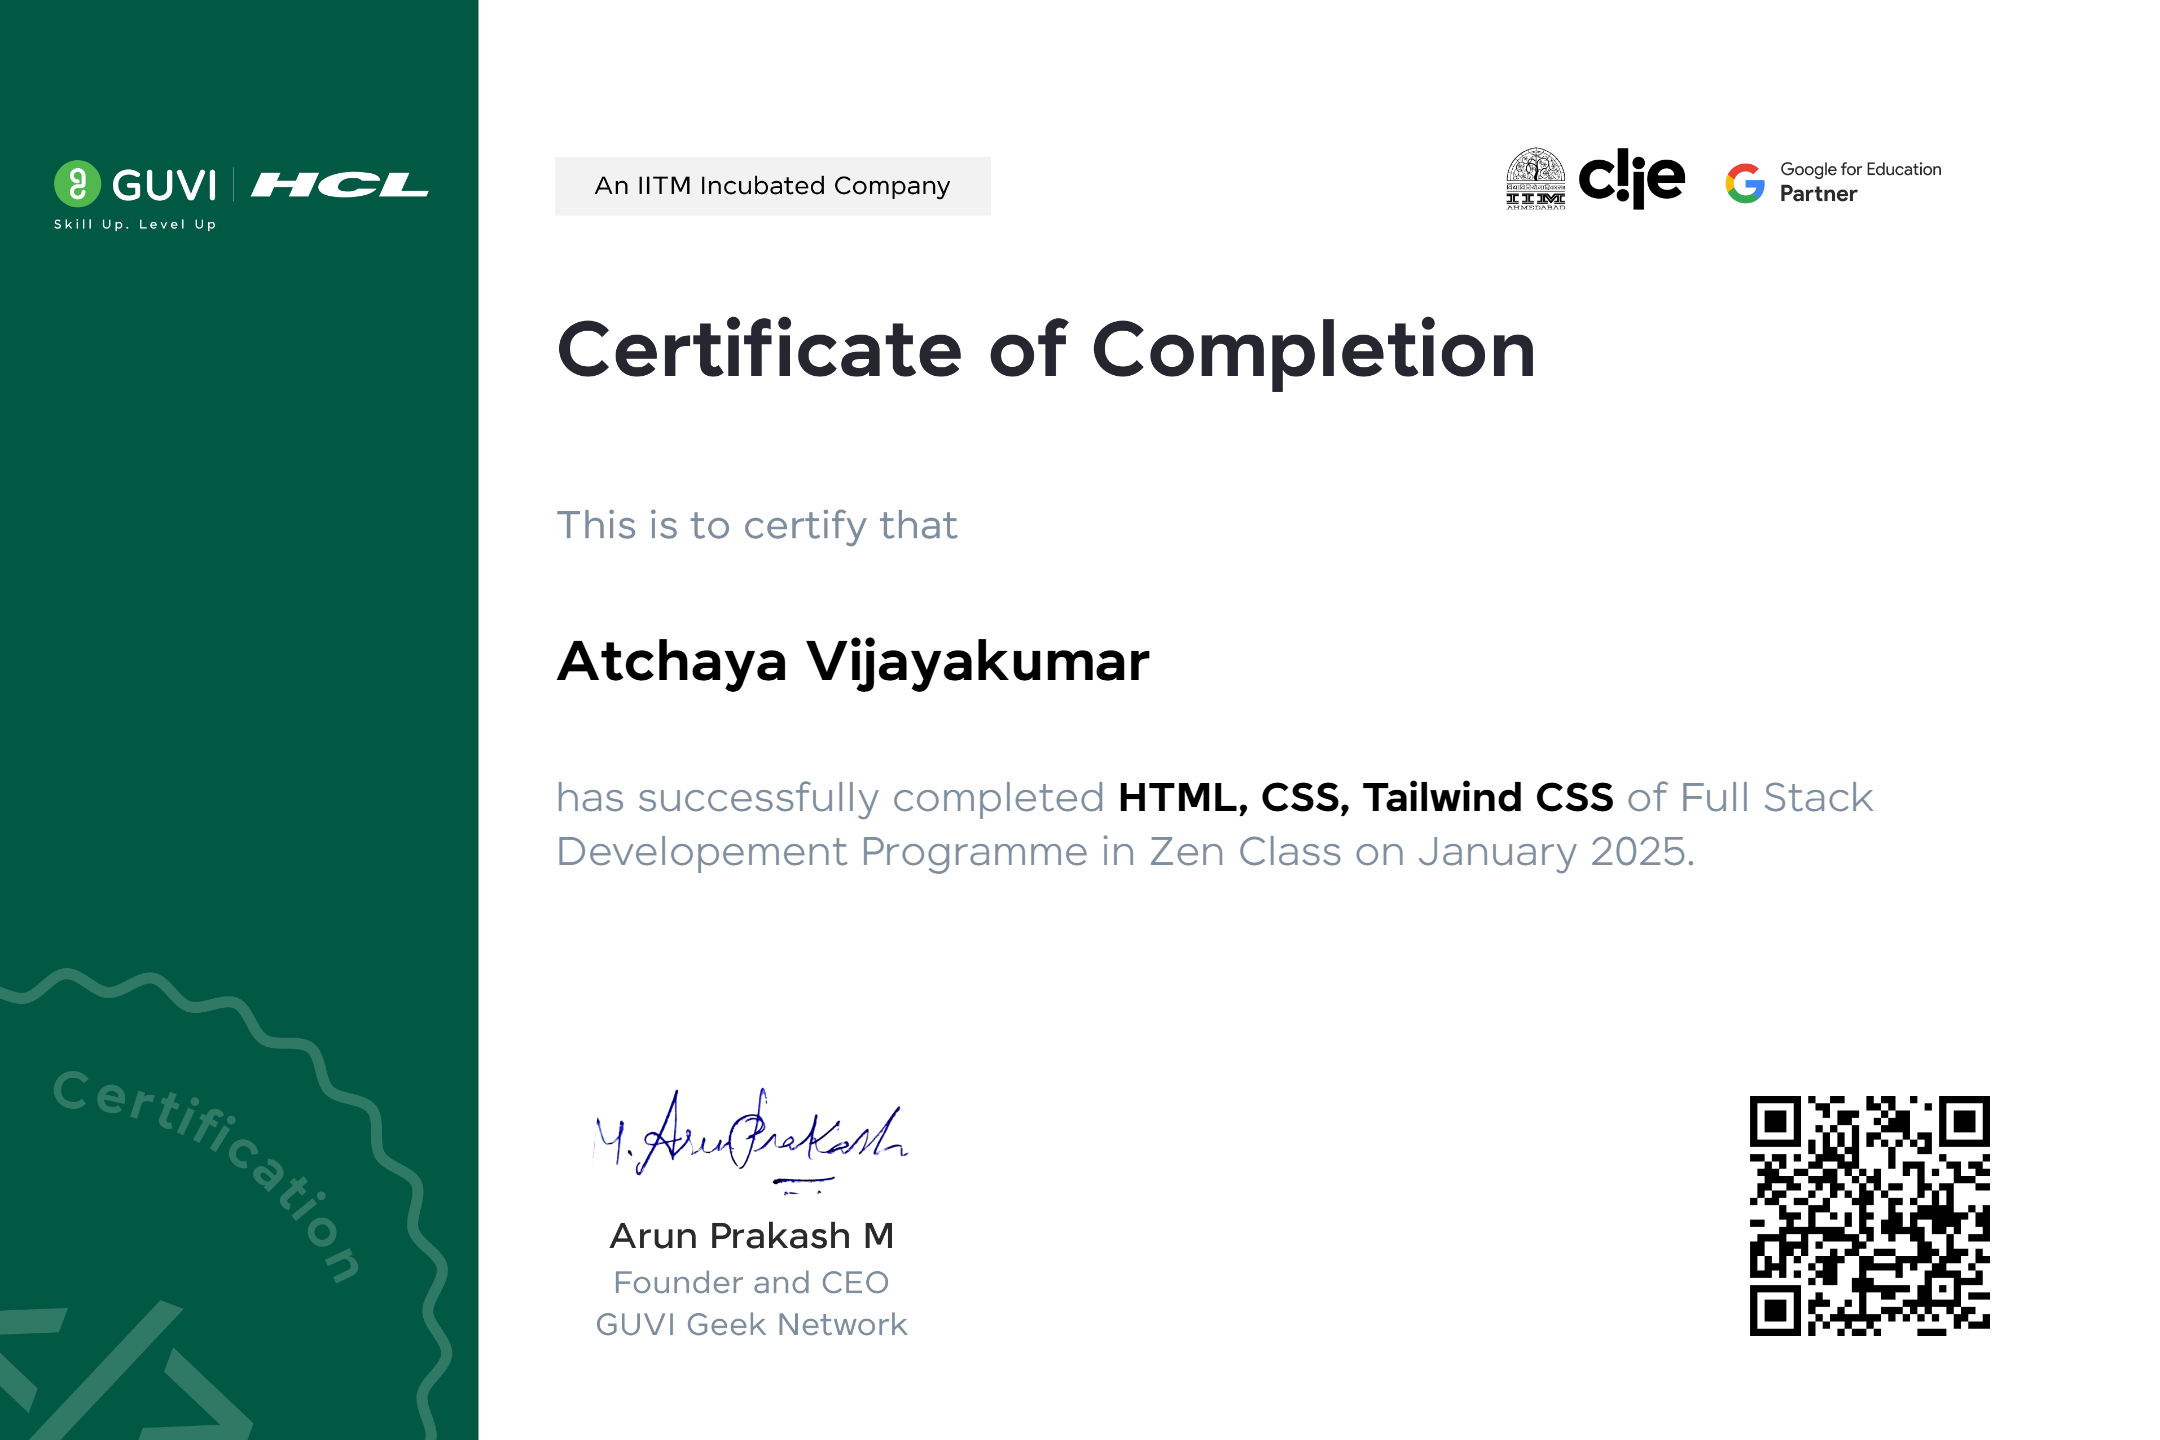 GUVI
HCL
Skill Up. Level Up
An IITM Incubated Company
विद्याविनियोगाद्विकासः
IIM
AHMEDABAD
c!je
Google for Education
Partner
Certificate of Completion
This is to certify that
Atchaya Vijayakumar
has successfully completed HTML, CSS, Tailwind CSS of Full Stack
Developement Programme in Zen Class on January 2025.
Certification
</>
M. Arun Prakash
Arun Prakash M
Founder and CEO
GUVI Geek Network